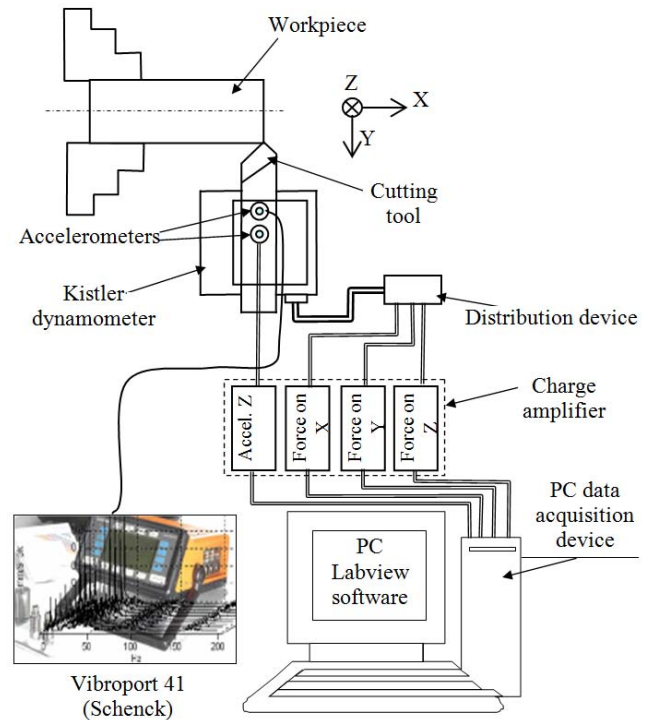 Workpiece
Z
X
Y
Cutting
tool
Accelerometers
Kistler
dynamometer
Distribution device
Charge
amplifier
Accel. Z
Force on
X
Force on
Y
Force on
Z
PC data
acquisition
device
PC
Labview
software
0 50 100 150 200
Hz
Vibroport 41
(Schenck)